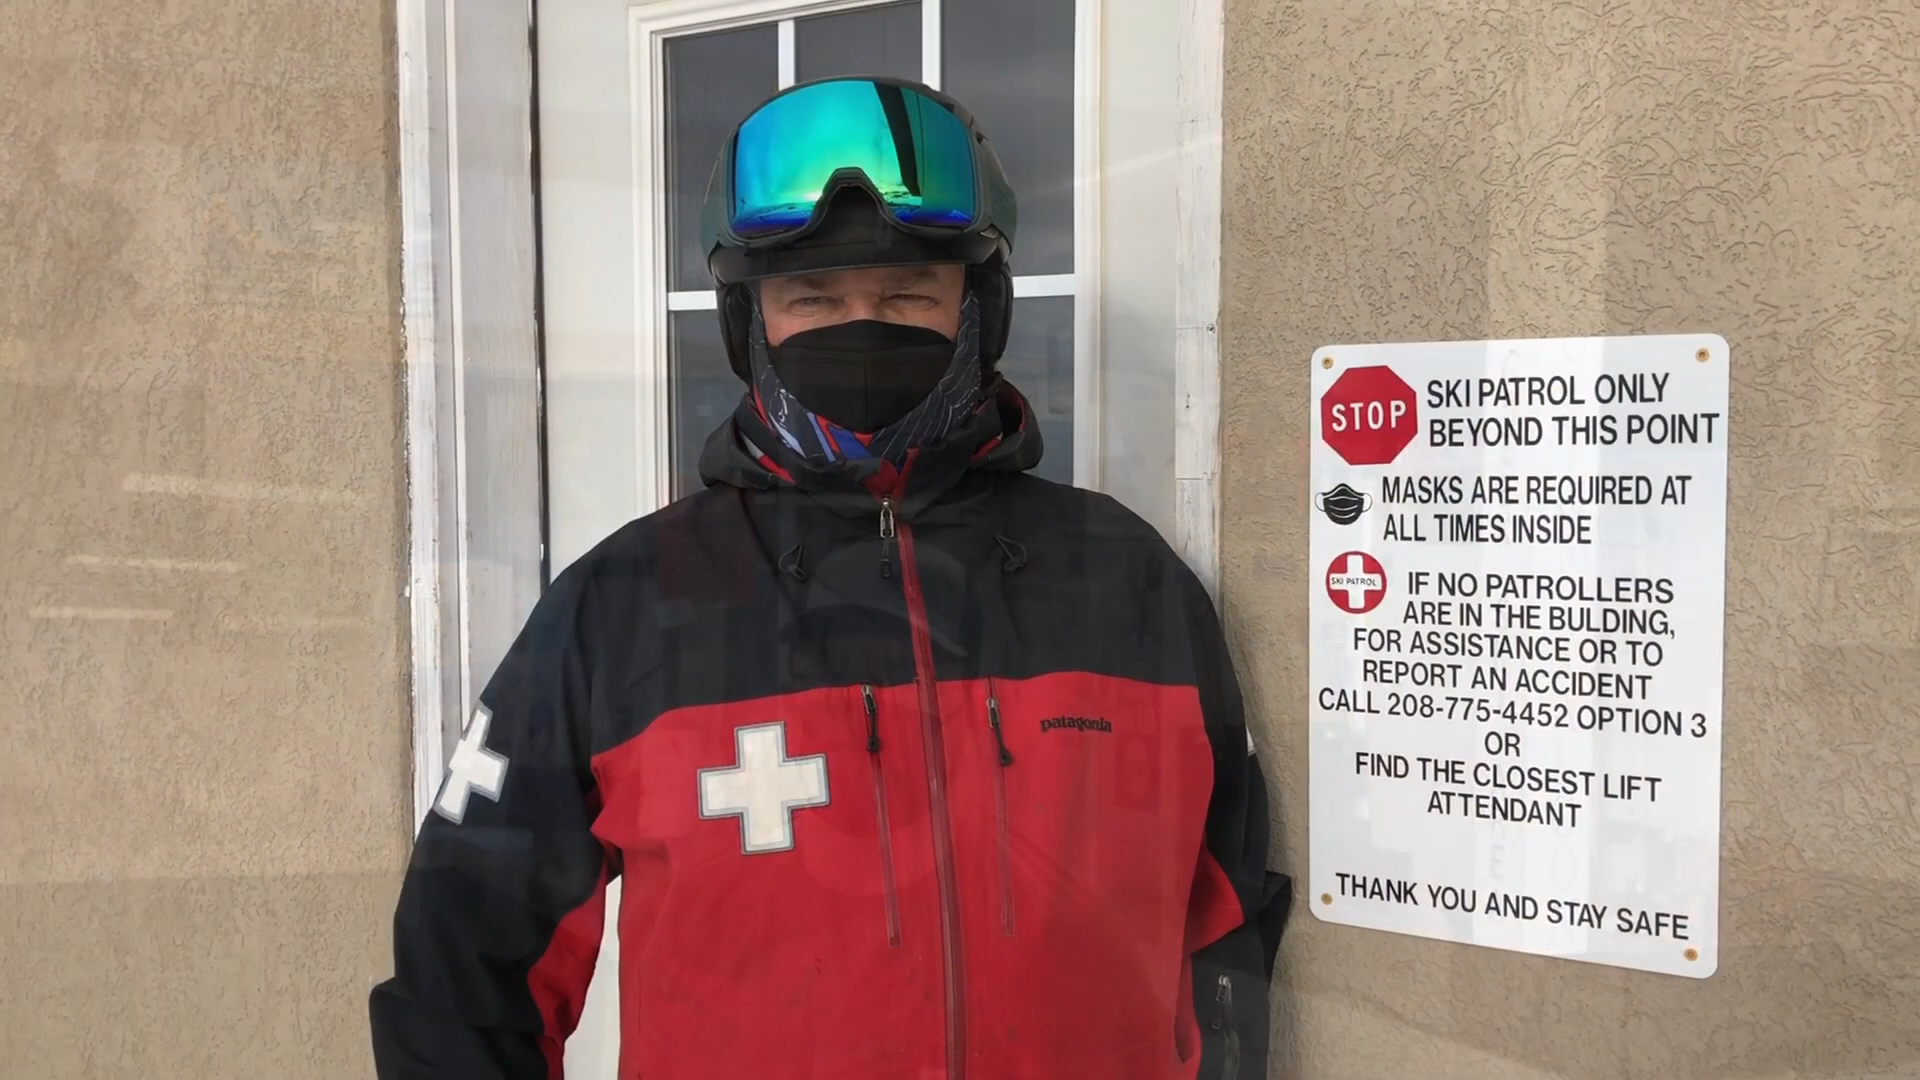 patagonia
STOP
SKI PATROL ONLY
BEYOND THIS POINT
MASKS ARE REQUIRED AT
ALL TIMES INSIDE
SKI PATROL
IF NO PATROLLERS
ARE IN THE BULDING,
FOR ASSISTANCE OR TO
REPORT AN ACCIDENT
CALL 208-775-4452 OPTION 3
OR
FIND THE CLOSEST LIFT
ATTENDANT
THANK YOU AND STAY SAFE